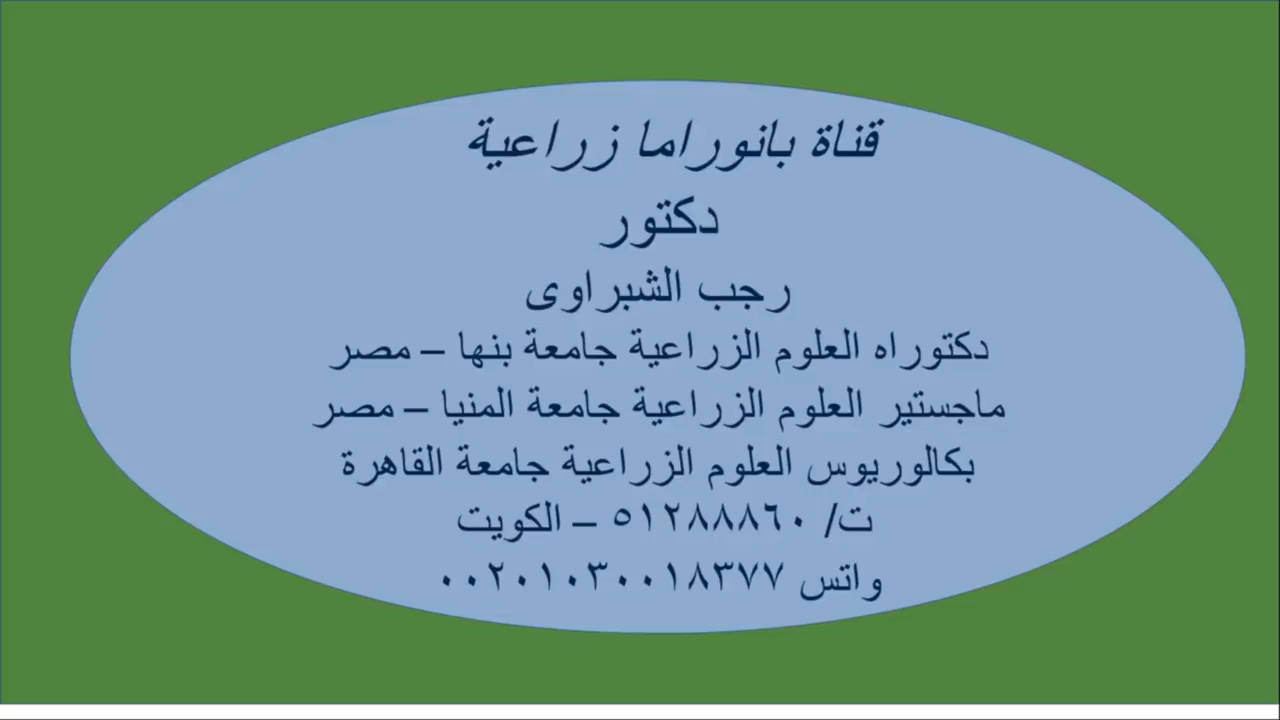 قناة بانوراما زراعية
دكتور
رجب الشبراوى
دكتوراه العلوم الزراعية جامعة بنها – مصر
ماجستير العلوم الزراعية جامعة المنيا – مصر
بكالوريوس العلوم الزراعية جامعة القاهرة
ت/ ٥١٢٨٨٨٦٠ – الكويت
واتس ٠٠٢٠١٠٣٠٠١٨٣٧٧